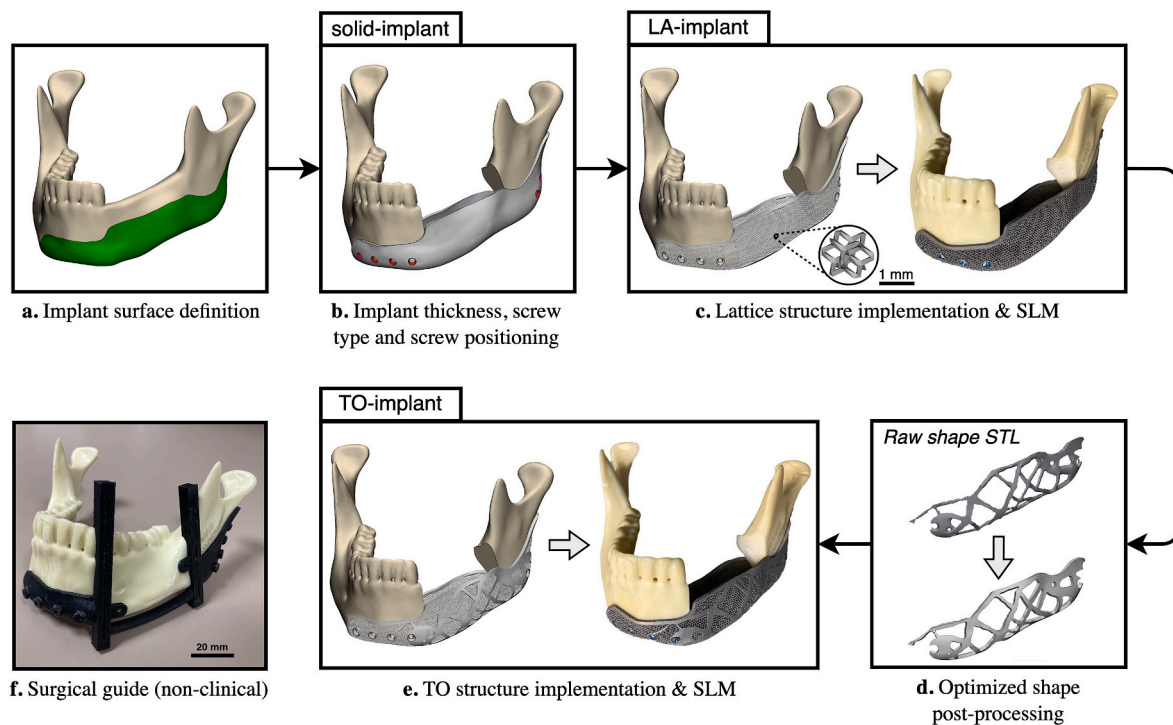 solid-implant
LA-implant
1 mm
a. Implant surface definition
b. Implant thickness, screw
type and screw positioning
c. Lattice structure implementation & SLM
TO-implant
Raw shape STL
20 mm
f. Surgical guide (non-clinical)
e. TO structure implementation & SLM
d. Optimized shape
post-processing